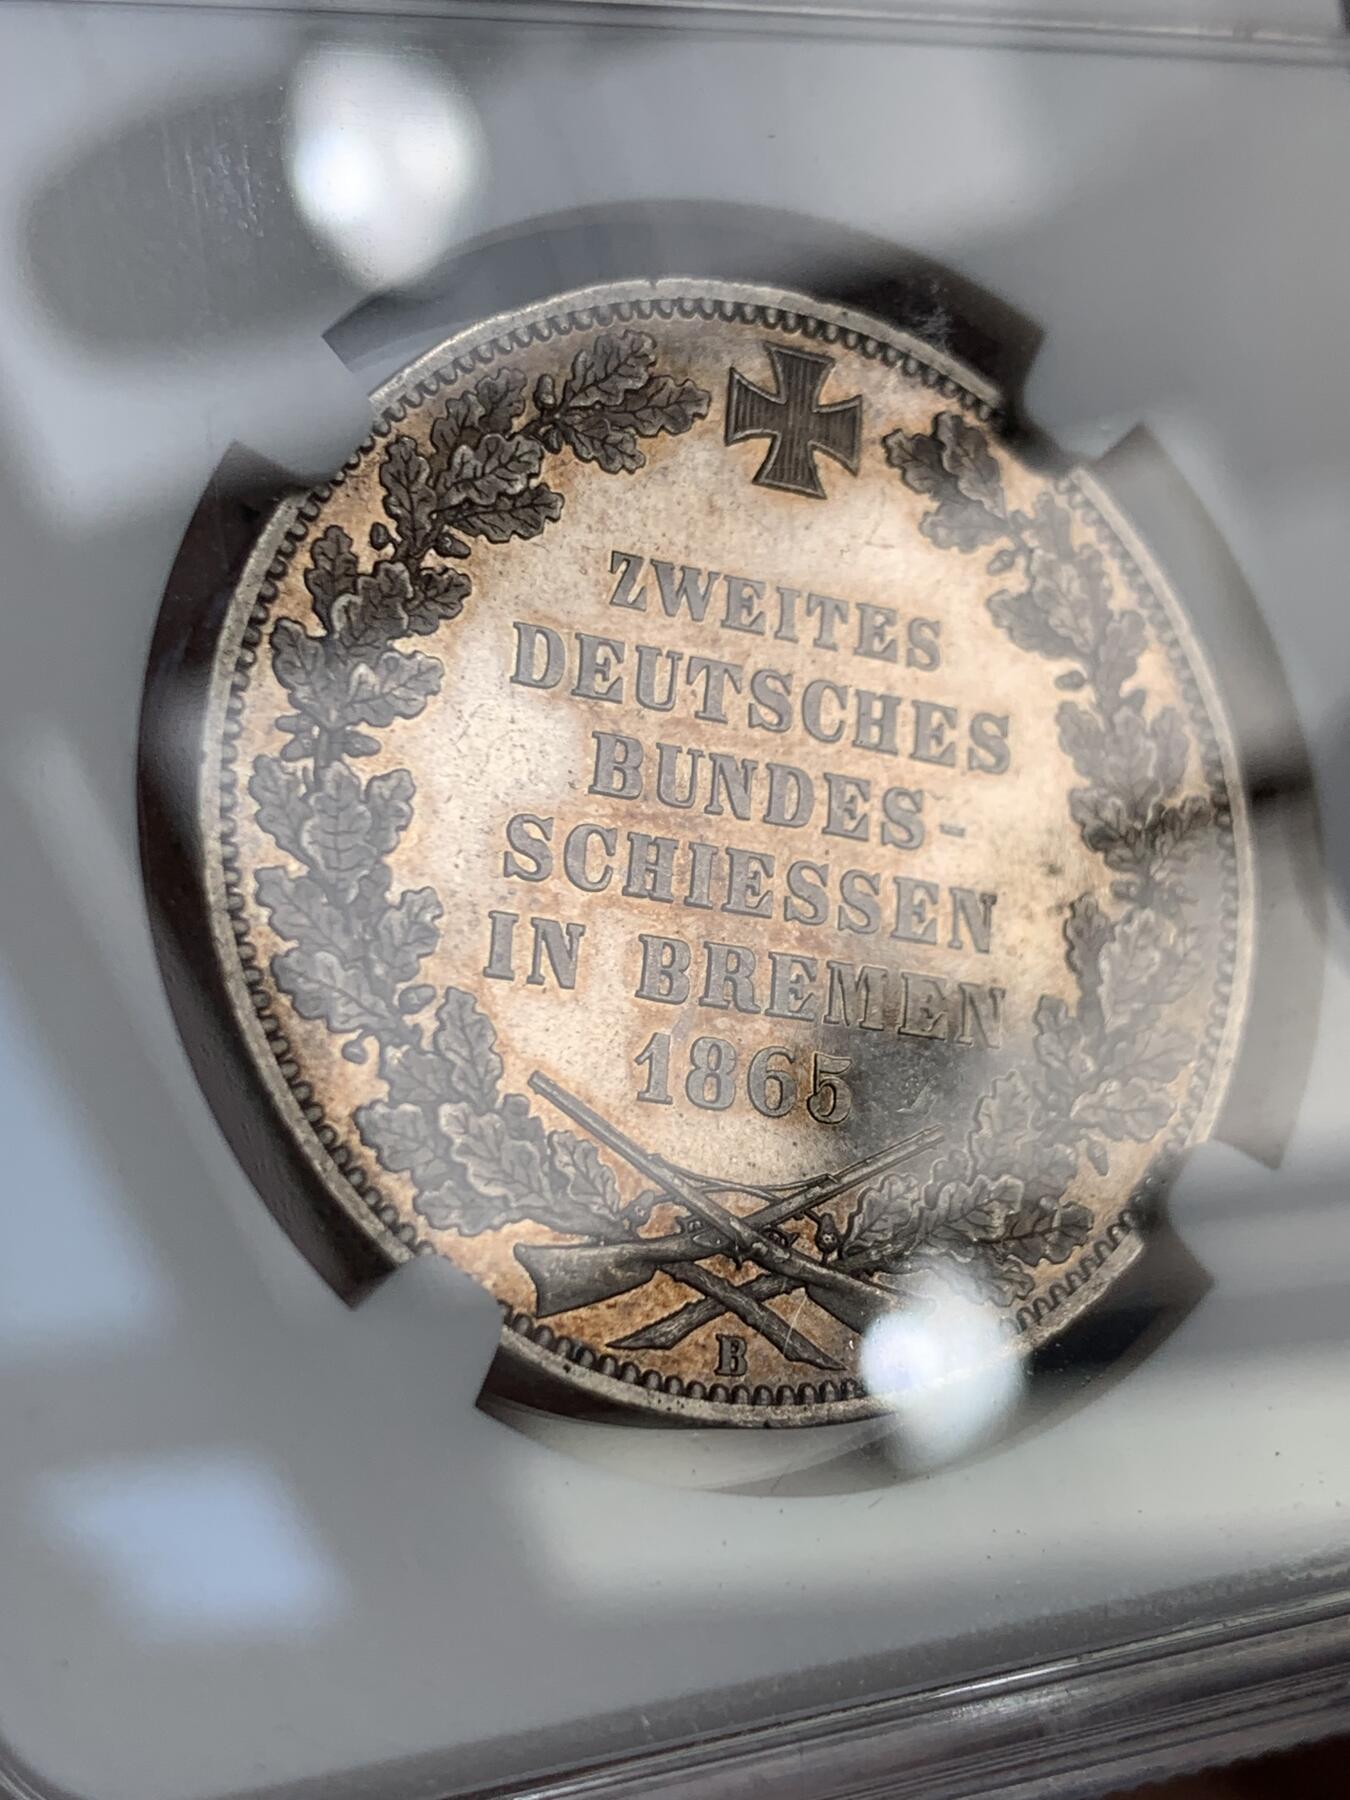 ZWEITES
DEUTSCHES
BUNDES-
SCHIESSEN
IN BREMEN
1865
B